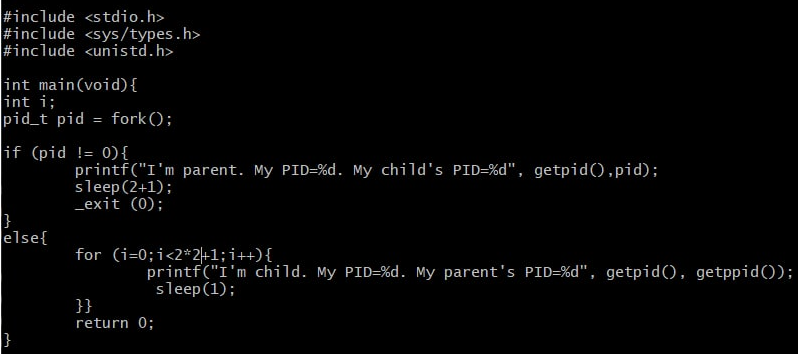 #include <stdio.h>
#include <sys/types.h>
#include <unistd.h>
int main(void){
int i;
pid_t pid = fork();
if (pid != 0){
printf("I'm parent. My PID=%d. My child's PID=%d", getpid(),pid);
sleep(2+1);
_exit (0);
}
else{
for (i=0;i<2*2+1;i++){
printf("I'm child. My PID=%d. My parent's PID=%d", getpid(), getppid());
sleep(1);
}}
return 0;
}